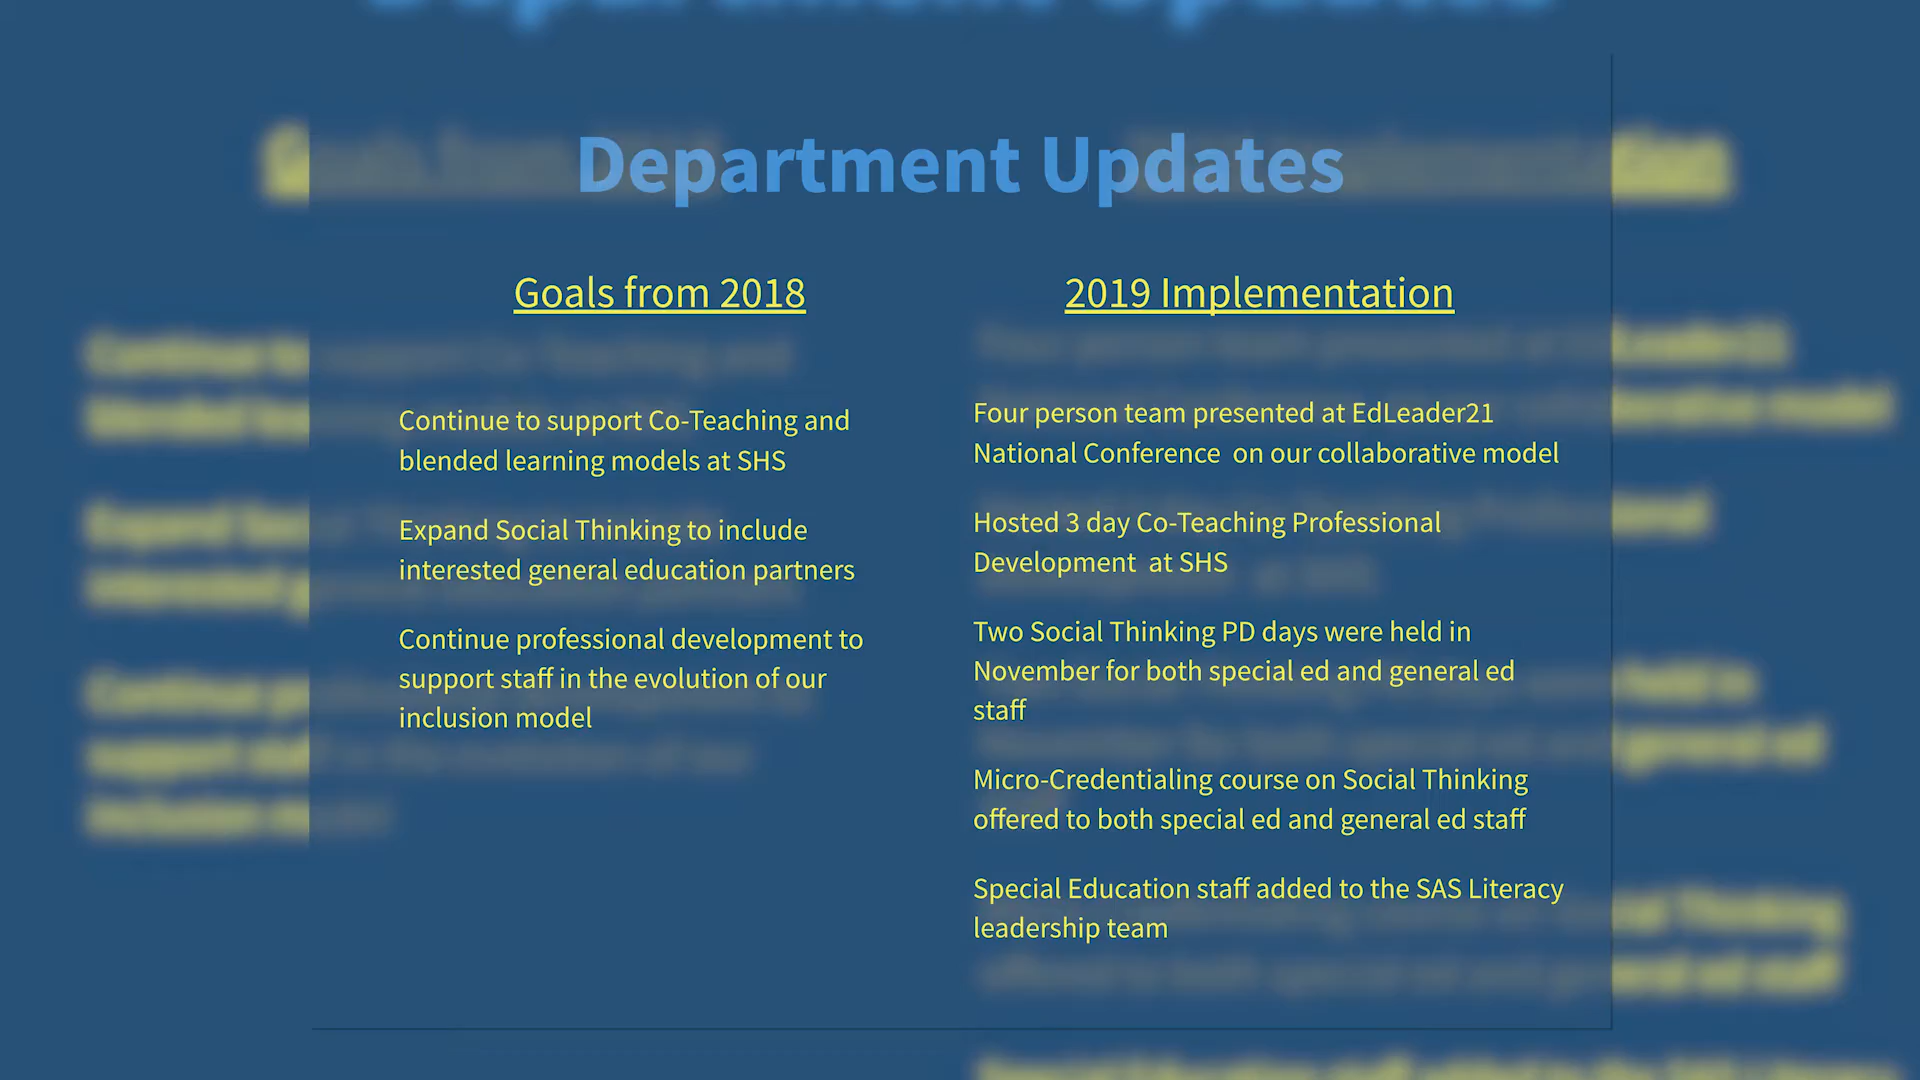 Department Updates
Goals from 2018
Continue to support Co-Teaching and
blended learning models at SHS
Expand Social Thinking to include
interested general education partners
Continue professional development to
support staff in the evolution of our
inclusion model
2019 Implementation
Four person team presented at EdLeader21
National Conference  on our collaborative model
Hosted 3 day Co-Teaching Professional
Development  at SHS
Two Social Thinking PD days were held in
November for both special ed and general ed
staff
Micro-Credentialing course on Social Thinking
offered to both special ed and general ed staff
Special Education staff added to the SAS Literacy
leadership team